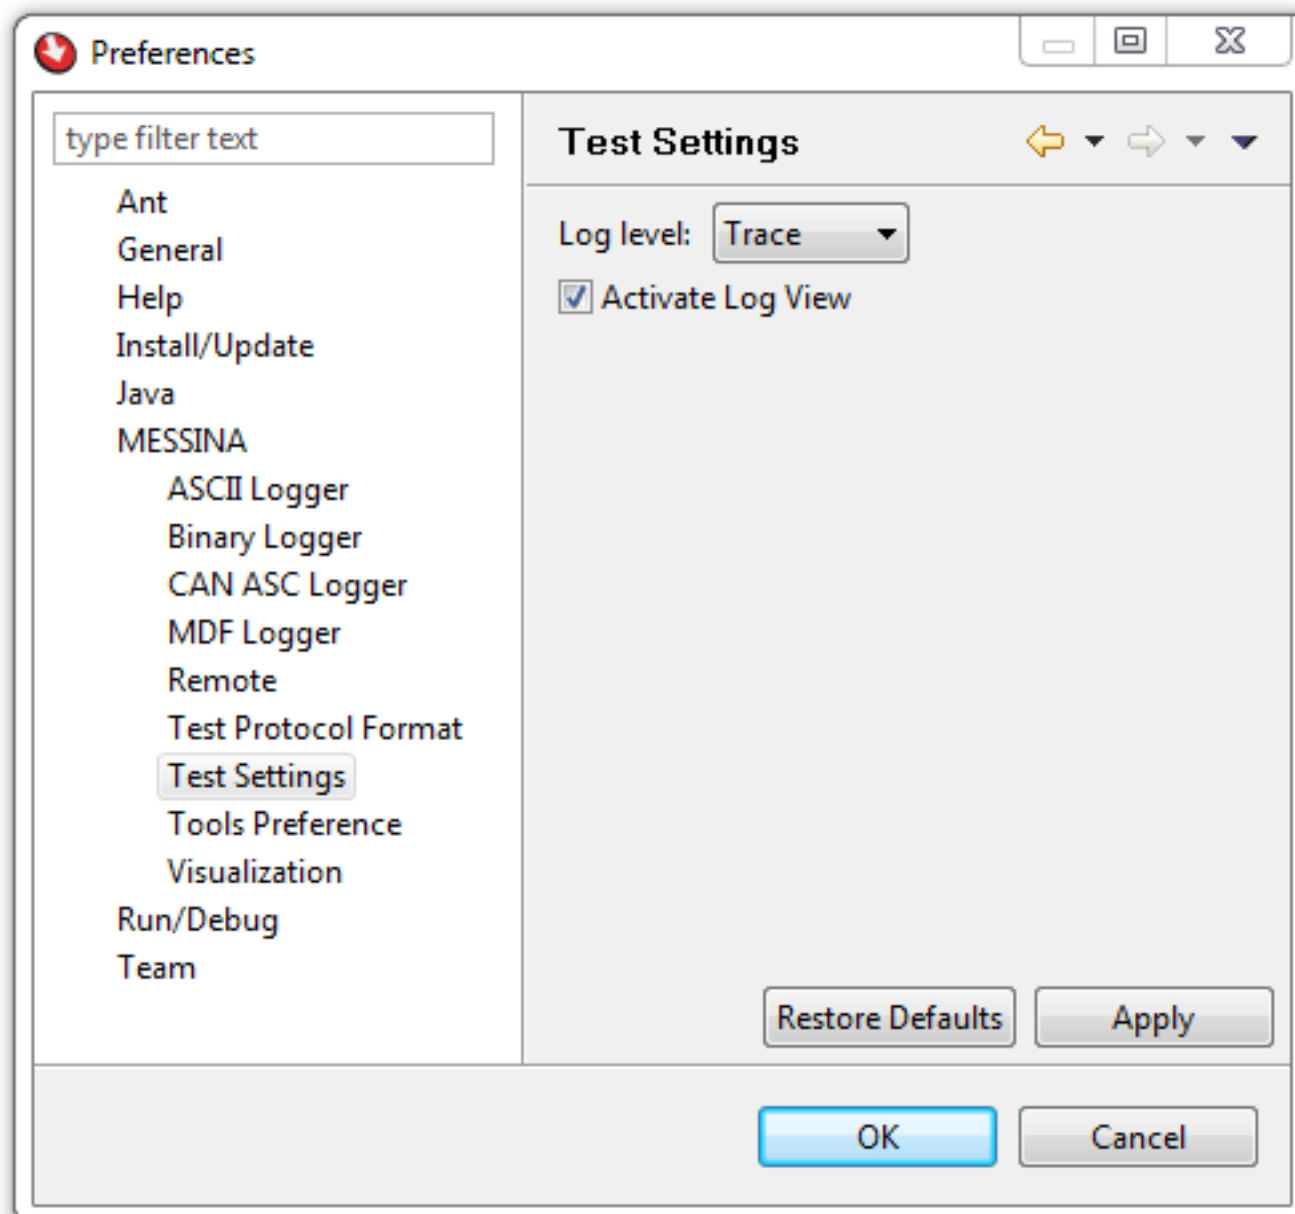 Preferences
type filter text
Ant
General
Help
Install/Update
Java
MESSINA
ASCII Logger
Binary Logger
CAN ASC Logger
MDF Logger
Remote
Test Protocol Format
Test Settings
Tools Preference
Visualization
Run/Debug
Team
Test Settings
Log level: Trace
Activate Log View
Restore Defaults Apply
OK Cancel